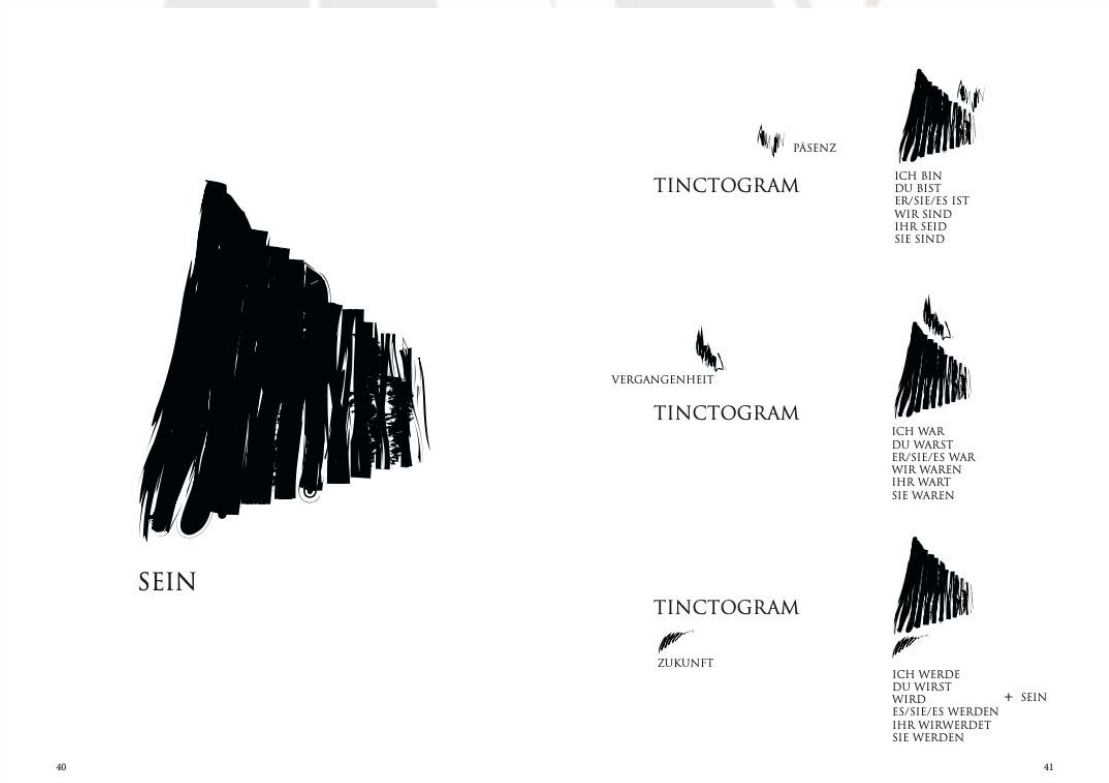 SEIN
40
PÄSENZ
TINCTOGRAM
ICH BIN
DU BIST
ER/SIE/ES IST
WIR SIND
IHR SEID
SIE SIND
VERGANGENHEIT
TINCTOGRAM
ICH WAR
DU WARST
ER/SIE/ES WAR
WIR WAREN
IHR WART
SIE WAREN
TINCTOGRAM
ZUKUNFT
ICH WERDE
DU WIRST
WIRD
ES/SIE/ES WERDEN
IHR WIRWERDET
SIE WERDEN
+ SEIN
41